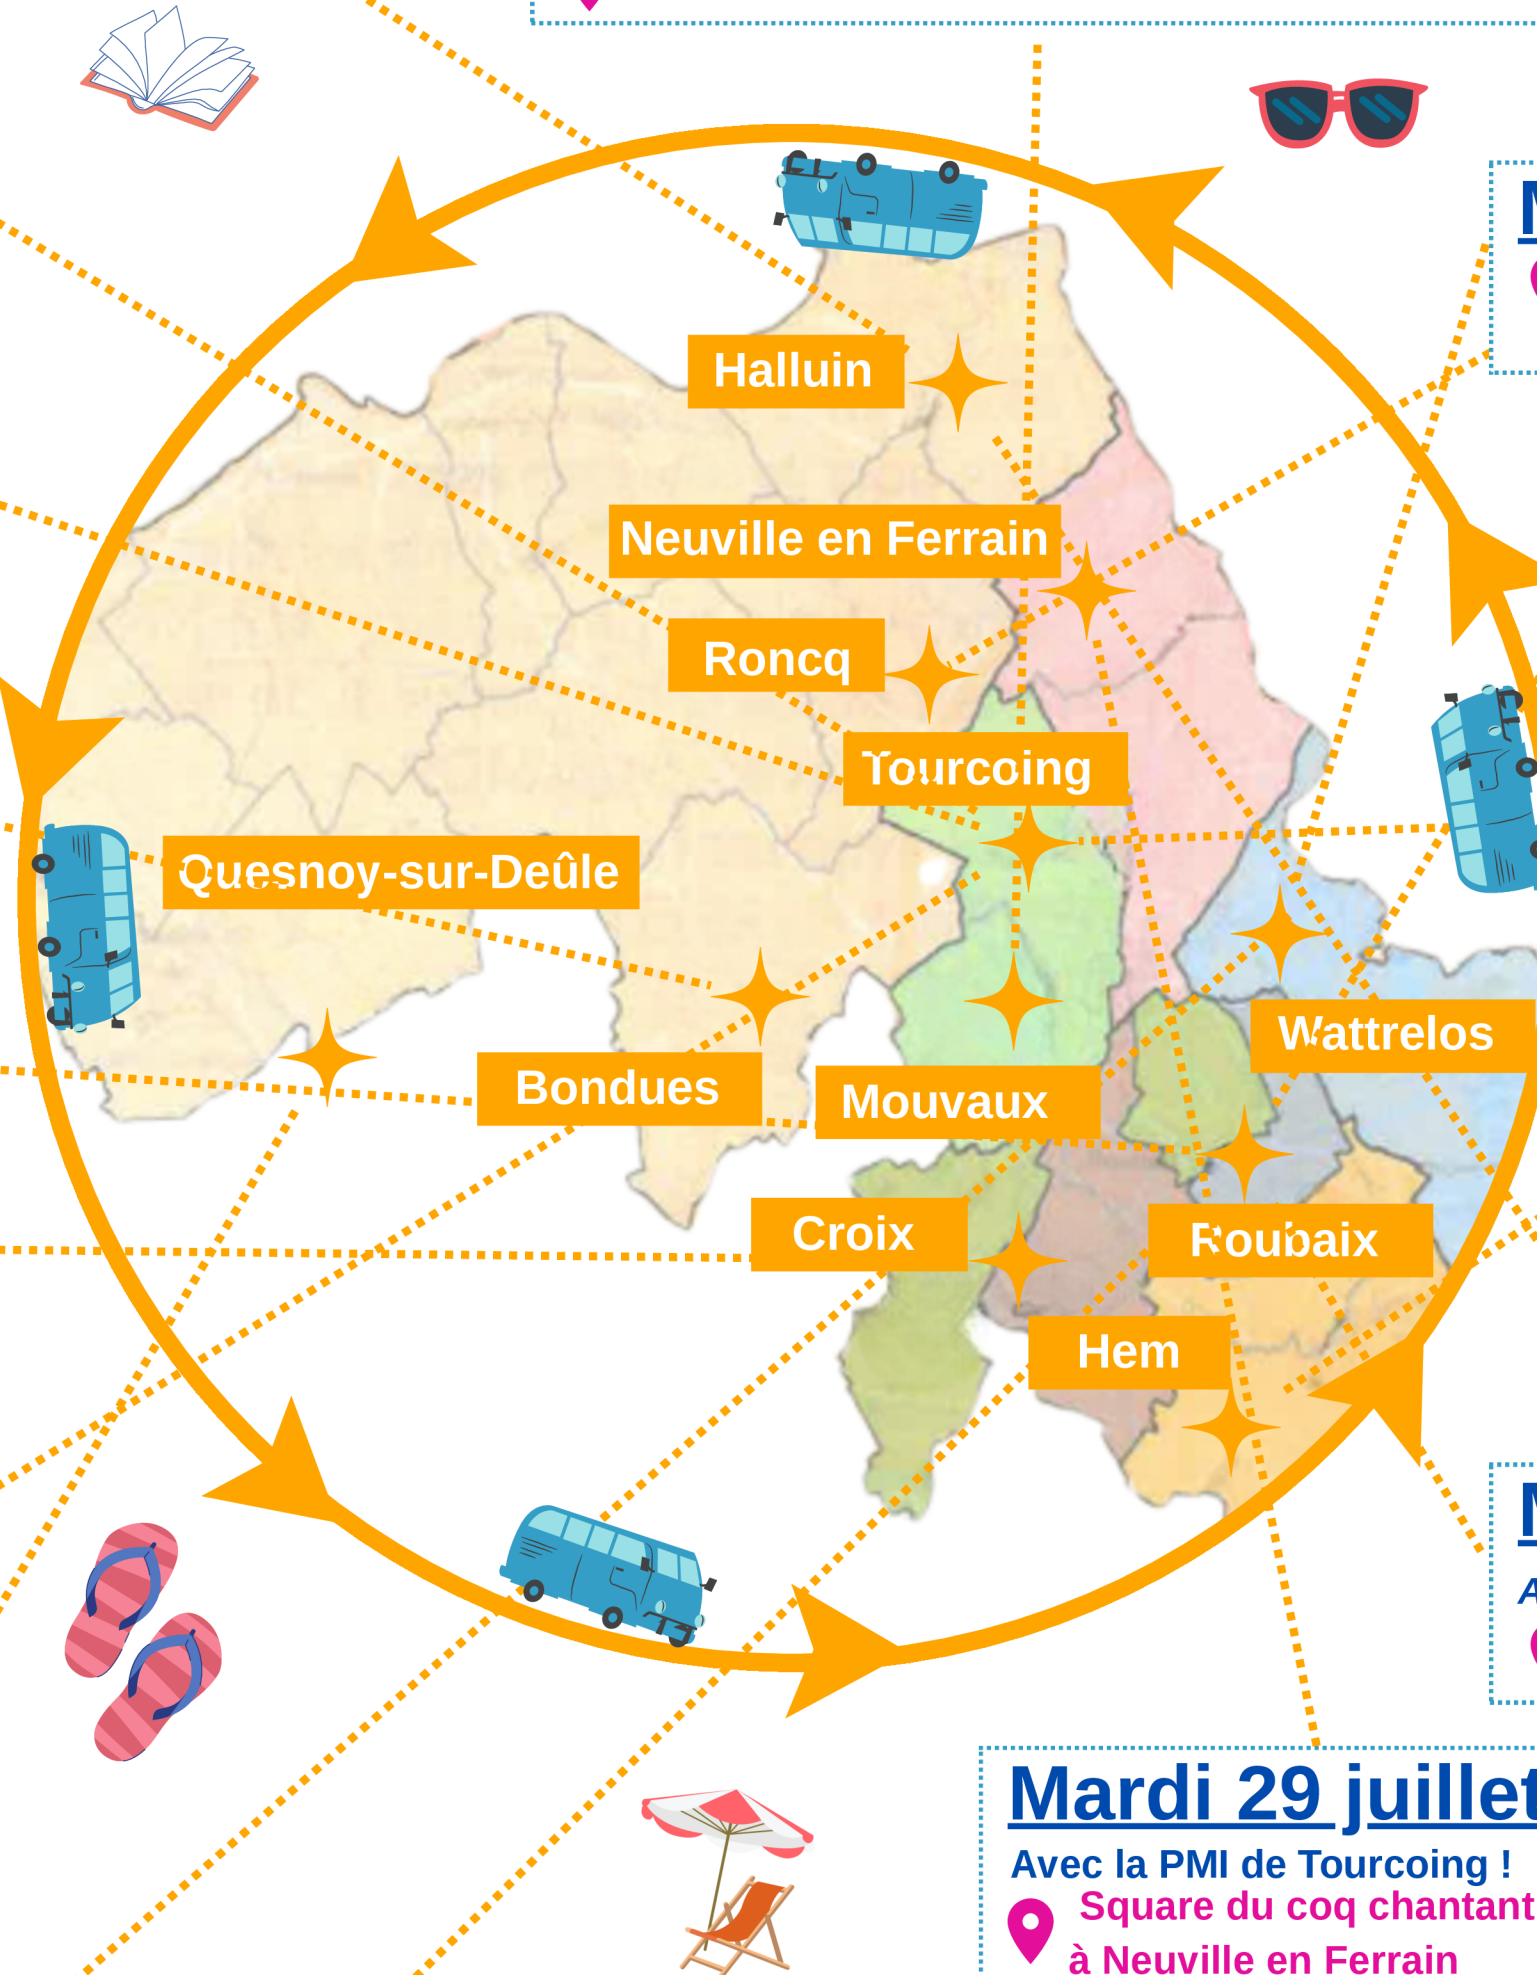 Halluin
Neuville en Ferrain
Roncq
Tourcoing
Quesnoy-sur-Deûle
Wattrelos
Bondues
Mouvaux
Croix
Roubaix
Hem
Mardi 29 juillet
Avec la PMI de Tourcoing !
Square du coq chantant
à Neuville en Ferrain